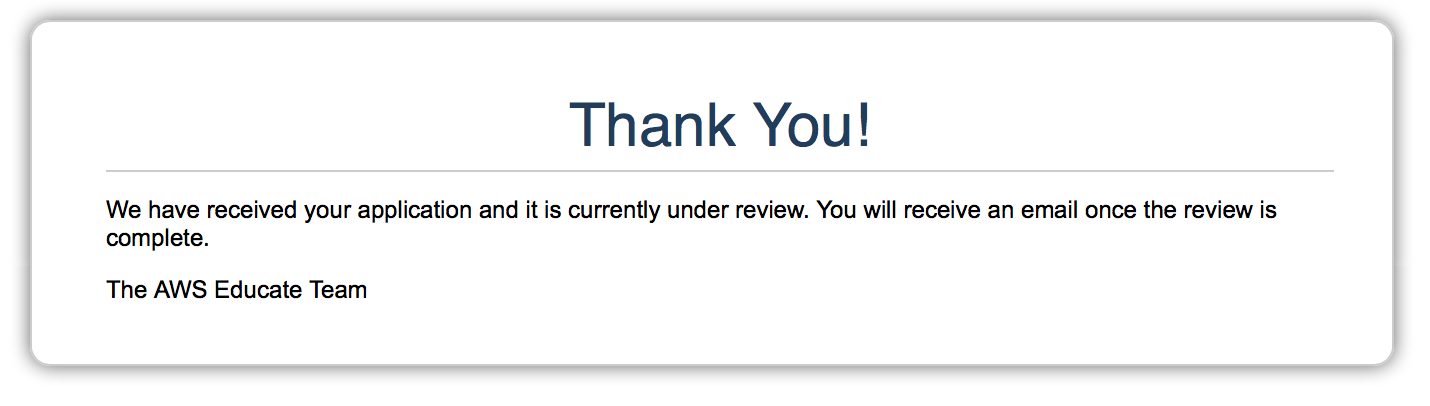 Thank You!
We have received your application and it is currently under review. You will receive an email once the review is
complete.
The AWS Educate Team